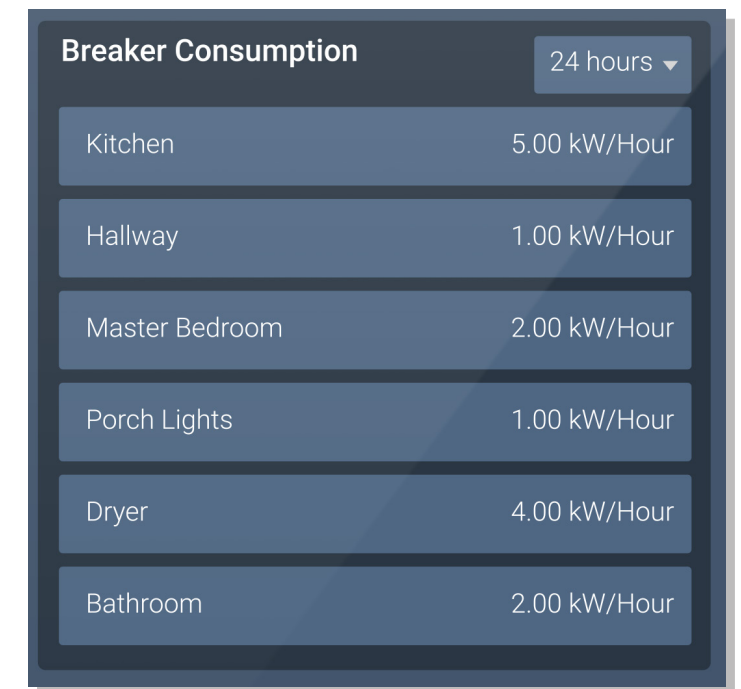 Breaker Consumption 24 hours
Kitchen 5.00 kW/Hour
Hallway 1.00 kW/Hour
Master Bedroom 2.00 kW/Hour
Porch Lights 1.00 kW/Hour
Dryer 4.00 kW/Hour
Bathroom 2.00 kW/Hour